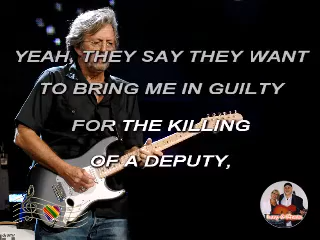 YEAH, THEY SAY THEY WANT
TO BRING ME IN GUILTY
FOR THE KILLING
OF A DEPUTY,